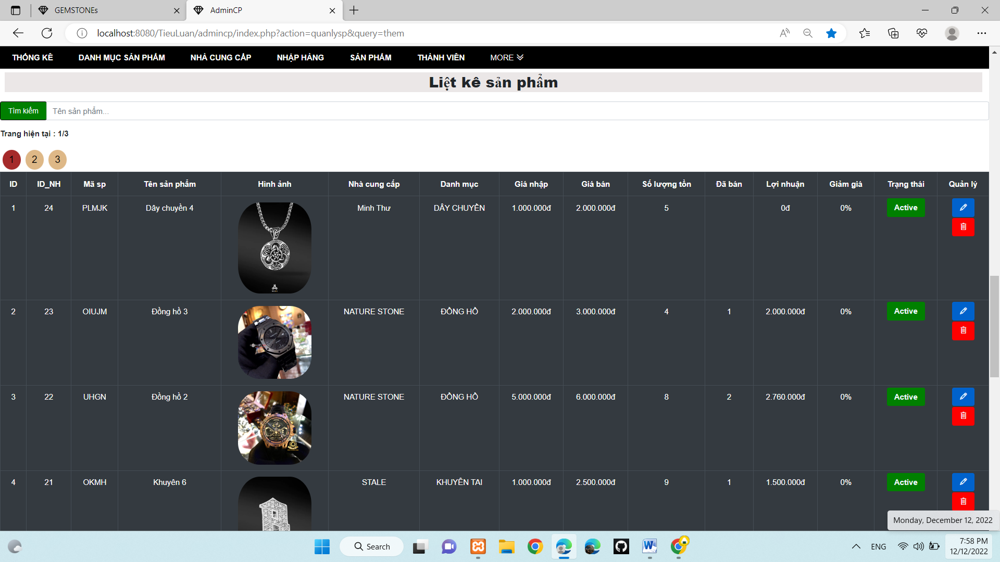 GEMSTONEs
AdminCP
localhost:8080/TieuLuan/admincp/index.php?action=quanlysp&query=them
THỐNG KÊ DANH MỤC SẢN PHẨM NHÀ CUNG CẤP NHẬP HÀNG SẢN PHẨM THÀNH VIÊN MORE
Liệt kê sản phẩm
Tìm kiếm Tên sản phẩm...
Trang hiện tại : 1/3
1 2 3
ID ID_NH Mã sp Tên sản phẩm Hình ảnh Nhà cung cấp Danh mục Giá nhập Giá bán Số lượng tồn Đã bán Lợi nhuận Giảm giá Trạng thái Quản lý
1 24 PLMJK Dây chuyền 4 Minh Thư DÂY CHUYỀN 1.000.000đ 2.000.000đ 5 0đ 0% Active
2 23 OIUJM Đồng hồ 3 NATURE STONE ĐỒNG HỒ 2.000.000đ 3.000.000đ 4 1 2.000.000đ 0% Active
3 22 UHGN Đồng hồ 2 NATURE STONE ĐỒNG HỒ 5.000.000đ 6.000.000đ 8 2 2.760.000đ 0% Active
4 21 OKMH Khuyên 6 STALE KHUYÊN TAI 1.000.000đ 2.500.000đ 9 1 1.500.000đ 0% Active
Monday, December 12, 2022
Search
ENG
7:58 PM
12/12/2022